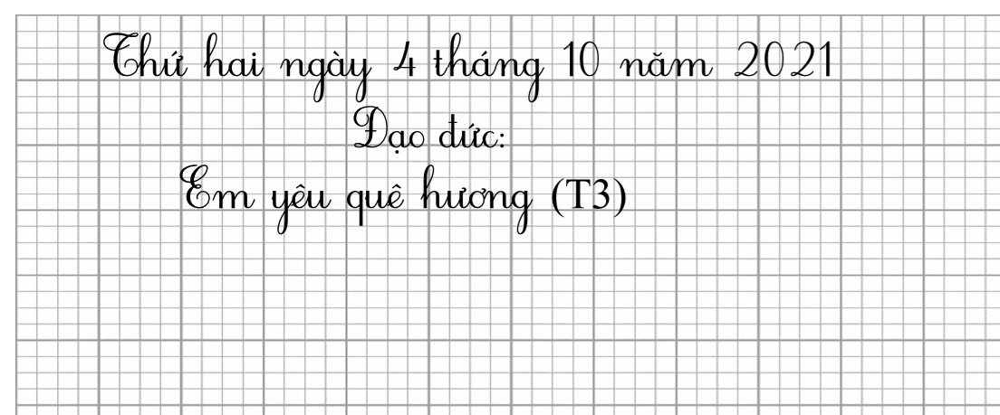 Thứ hai ngày 4 tháng 10 năm 2021
Đạo đức:
Em yêu quê hương (T3)